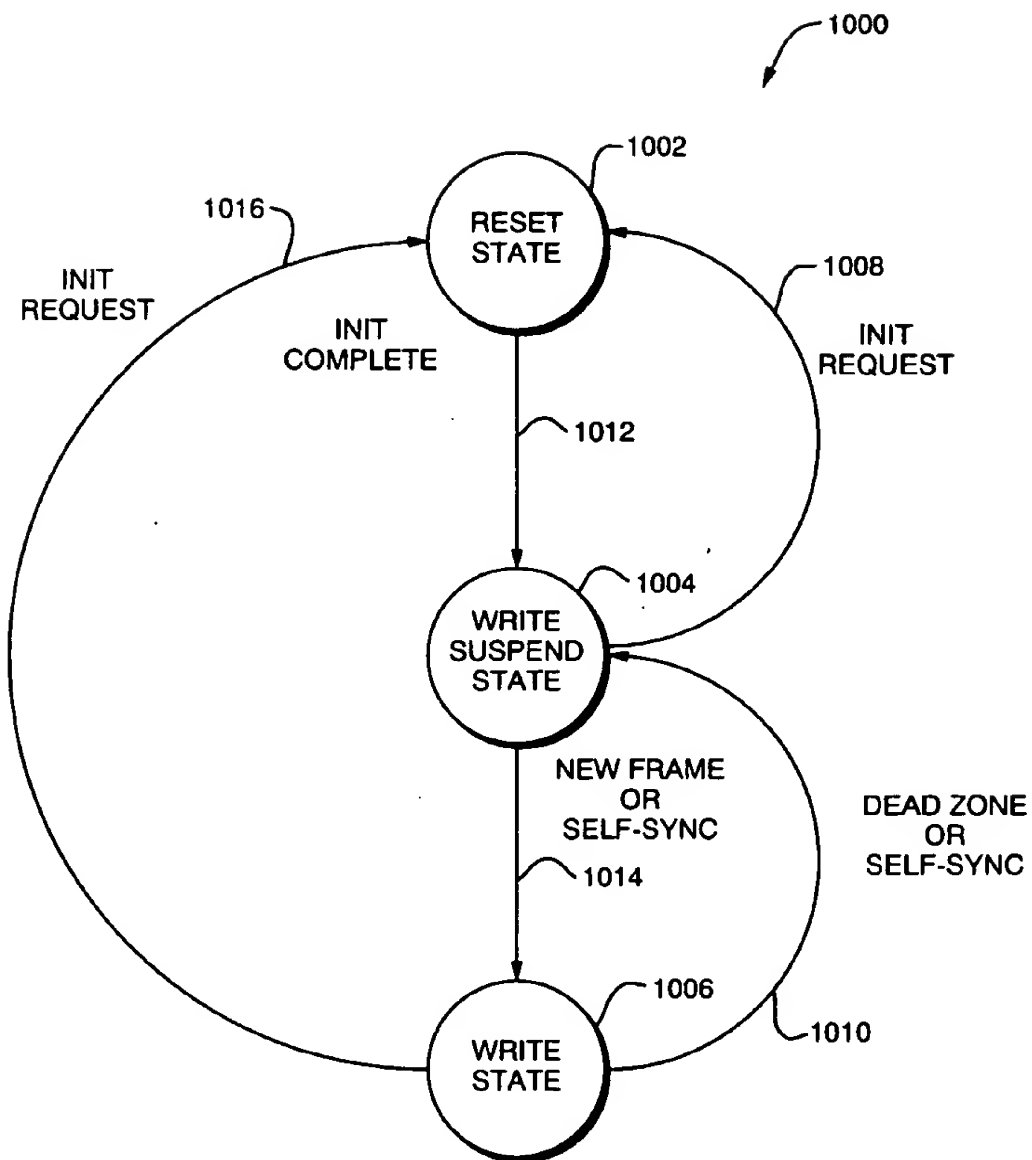 1000
1002
RESET
STATE
1016
INIT
REQUEST
1008
INIT
REQUEST
INIT
COMPLETE
1012
1004
WRITE
SUSPEND
STATE
NEW FRAME
OR
SELF-SYNC
DEAD ZONE
OR
SELF-SYNC
1014
1006
WRITE
STATE
1010